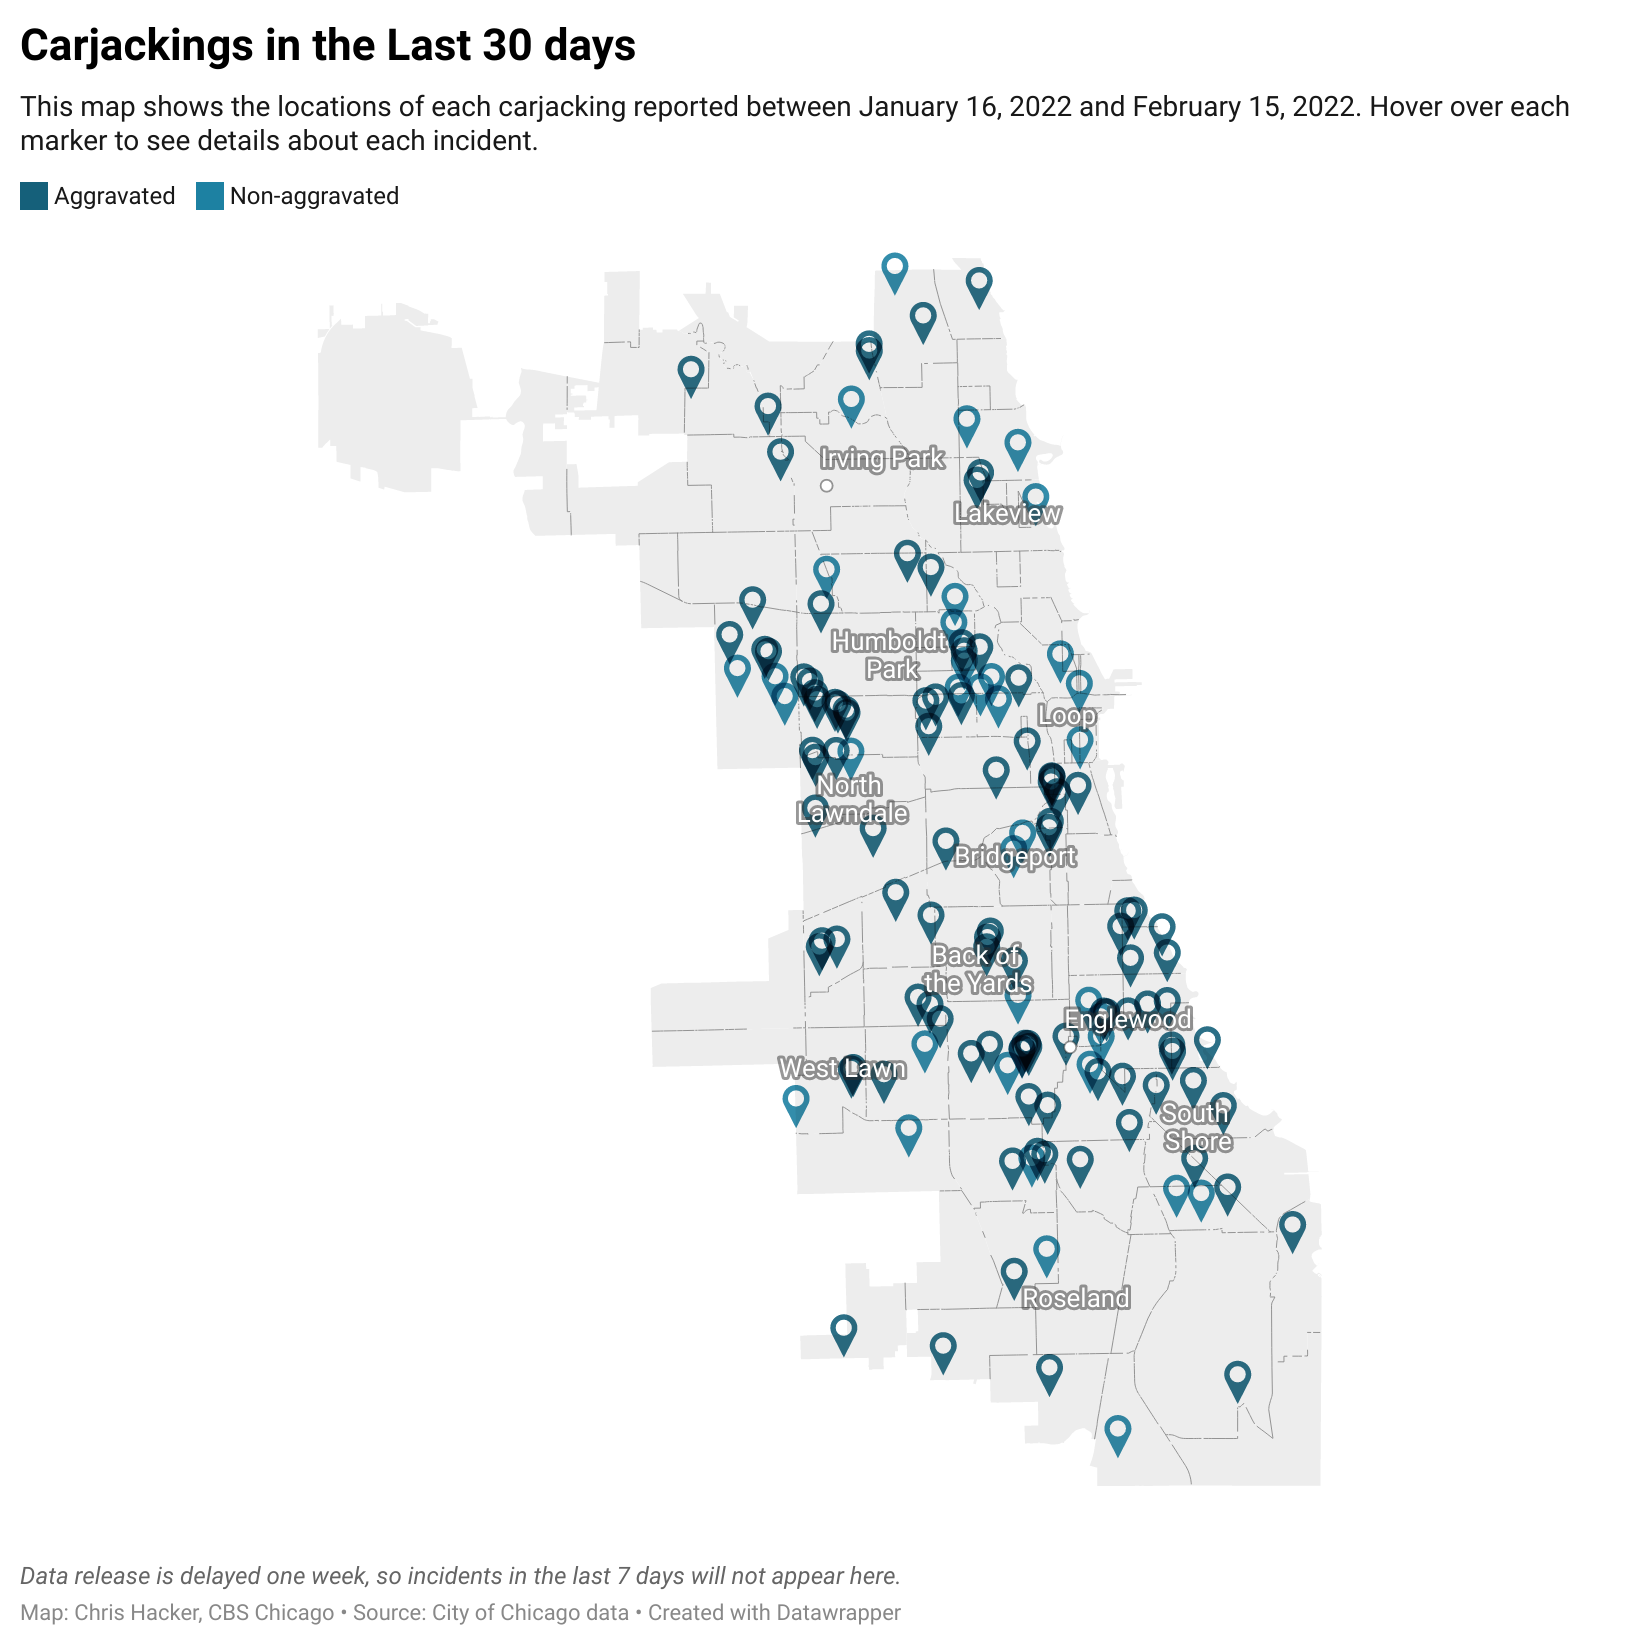 Carjackings in the Last 30 days
This map shows the locations of each carjacking reported between January 16, 2022 and February 15, 2022. Hover over each
marker to see details about each incident.
Aggravated Non-aggravated
Irving Park
Lakeview
Humboldt
Park
Loop
North
Lawndale
Bridgeport
Back of
the Yards
Englewood
West Lawn
South
Shore
Roseland
Data release is delayed one week, so incidents in the last 7 days will not appear here.
Map: Chris Hacker, CBS Chicago • Source: City of Chicago data • Created with Datawrapper